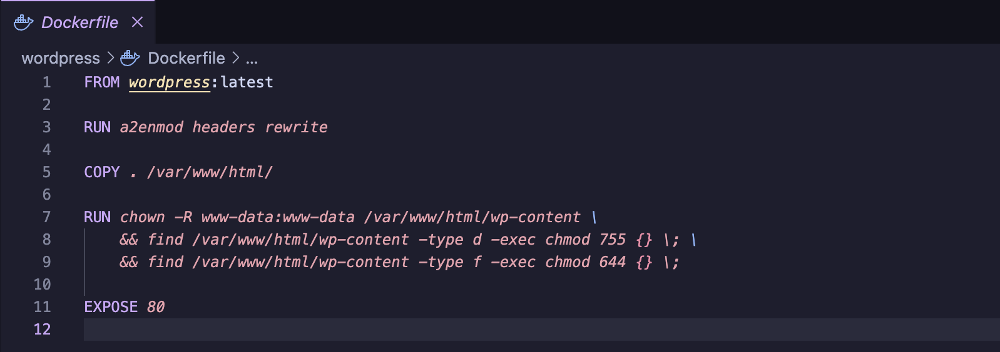 Dockerfile ×
wordpress > Dockerfile > ...
1 FROM wordpress:latest
2
3 RUN a2enmod headers rewrite
4
5 COPY . /var/www/html/
6
7 RUN chown -R www-data:www-data /var/www/html/wp-content \
8     && find /var/www/html/wp-content -type d -exec chmod 755 {} \; \
9     && find /var/www/html/wp-content -type f -exec chmod 644 {} \;
10
11 EXPOSE 80
12